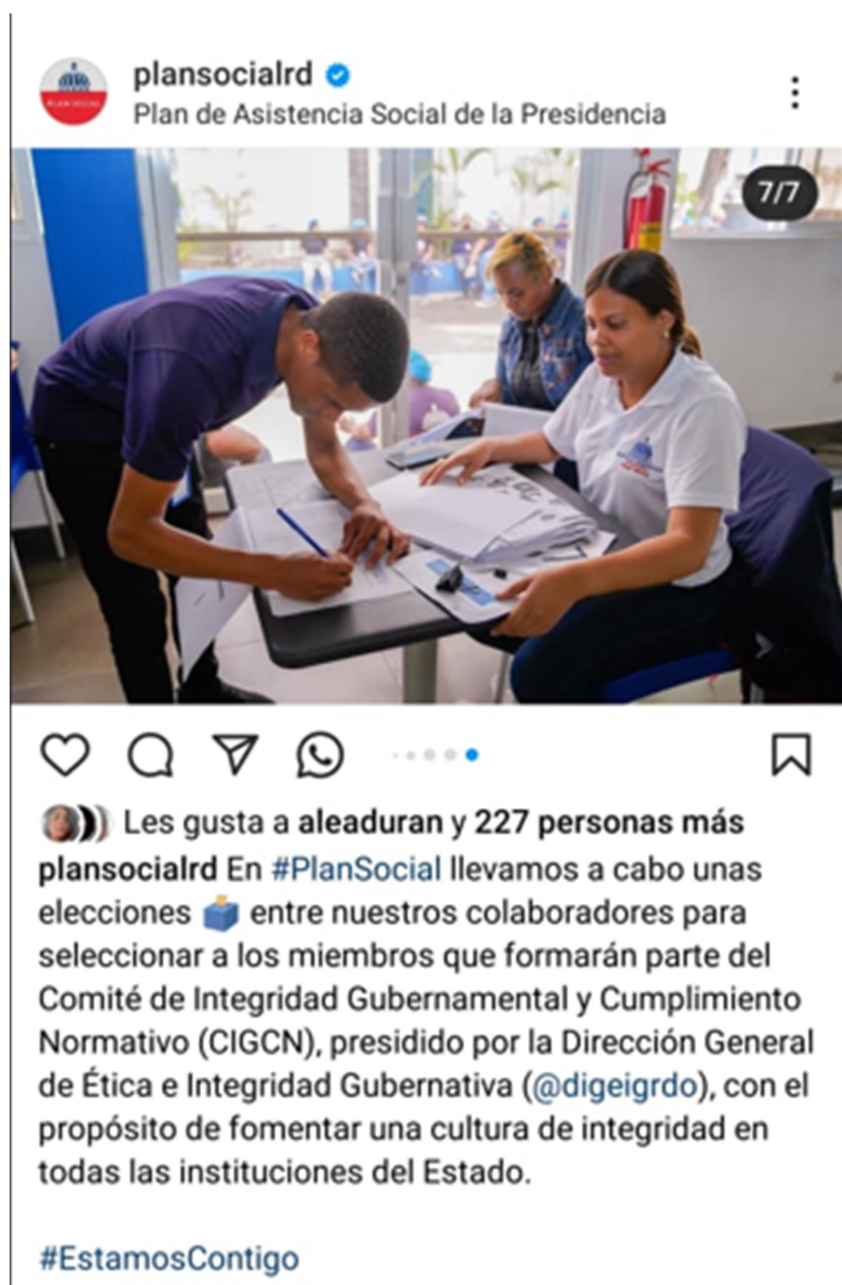 plansocialrd
Plan de Asistencia Social de la Presidencia
PLAN SOCIAL
7/7
Les gusta a aleaduran y 227 personas más
plansocialrd En #PlanSocial llevamos a cabo unas
elecciones 🗳️ entre nuestros colaboradores para
seleccionar a los miembros que formarán parte del
Comité de Integridad Gubernamental y Cumplimiento
Normativo (CIGCN), presidido por la Dirección General
de Ética e Integridad Gubernativa (@digeigrdo), con el
propósito de fomentar una cultura de integridad en
todas las instituciones del Estado.
#EstamosContigo